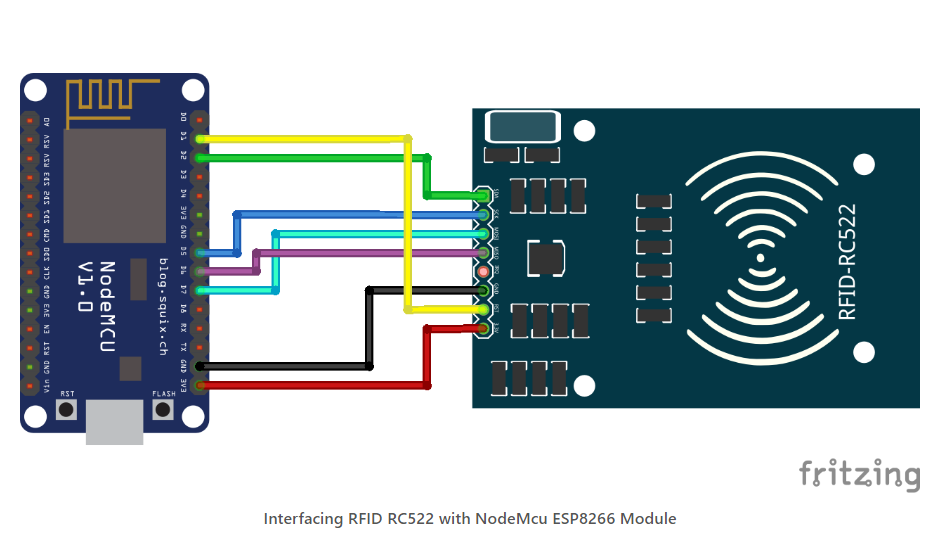 A0
RSV
RSV
SD3
SD2
SD1
CMD
SD0
CLK
GND
3V3
EN
RST
GND
Vin
D0
D1
D2
D3
D4
3V3
GND
D5
D6
D7
D8
RX
TX
GND
3V3
NodeMCU
V1.0
blog.squix.ch
RST
FLASH
SDA
SCK
MOSI
MISO
IRQ
GND
RST
3.3V
RFID-RC522
fritzing
Interfacing RFID RC522 with NodeMcu ESP8266 Module